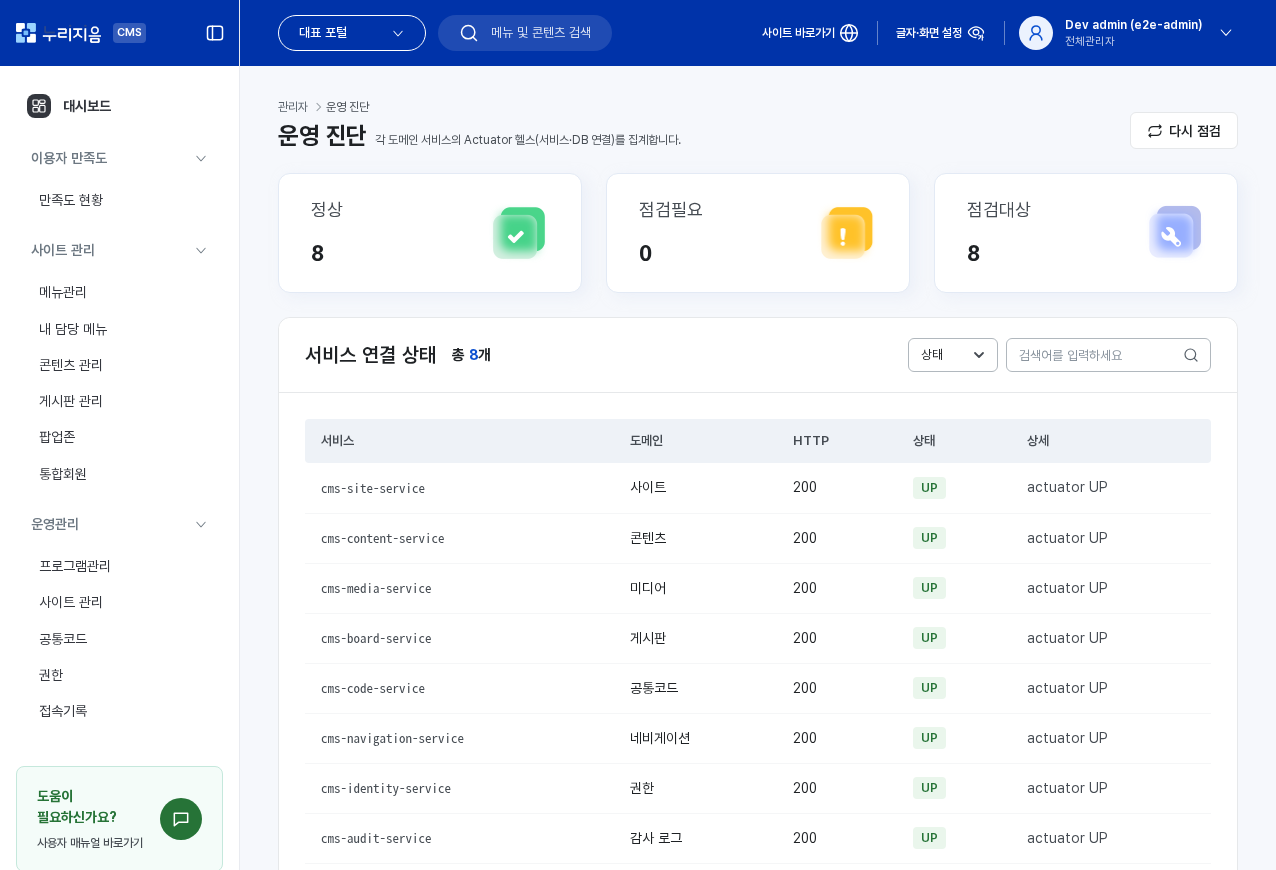 누리지음 CMS
대표 포털
메뉴 및 콘텐츠 검색
사이트 바로가기
글자·화면 설정
Dev admin (e2e-admin)
전체관리자
대시보드
이용자 만족도
만족도 현황
사이트 관리
메뉴관리
내 담당 메뉴
콘텐츠 관리
게시판 관리
팝업존
통합회원
운영관리
프로그램관리
사이트 관리
공통코드
권한
접속기록
도움이
필요하신가요?
사용자 매뉴얼 바로가기
관리자 > 운영 진단
운영 진단 각 도메인 서비스의 Actuator 헬스(서비스·DB 연결)를 집계합니다.
다시 점검
정상
8
점검필요
0
점검대상
8
서비스 연결 상태 총 8개
상태
검색어를 입력하세요
서비스 도메인 HTTP 상태 상세
cms-site-service 사이트 200 UP actuator UP
cms-content-service 콘텐츠 200 UP actuator UP
cms-media-service 미디어 200 UP actuator UP
cms-board-service 게시판 200 UP actuator UP
cms-code-service 공통코드 200 UP actuator UP
cms-navigation-service 네비게이션 200 UP actuator UP
cms-identity-service 권한 200 UP actuator UP
cms-audit-service 감사 로그 200 UP actuator UP